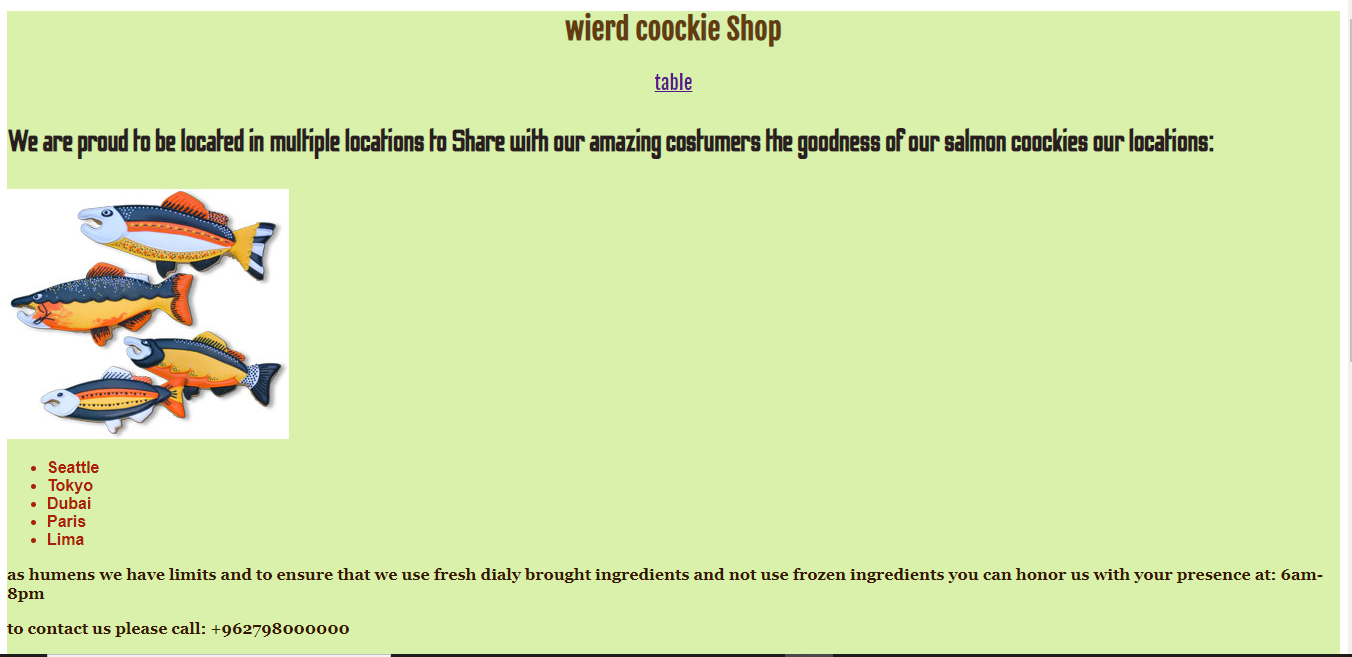 wierd coockie Shop
table
We are proud to be located in multiple locations to Share with our amazing costumers the goodness of our salmon coockies our locations:
Seattle
Tokyo
Dubai
Paris
Lima
as humens we have limits and to ensure that we use fresh dialy brought ingredients and not use frozen ingredients you can honor us with your presence at: 6am-
8pm
to contact us please call: +962798000000